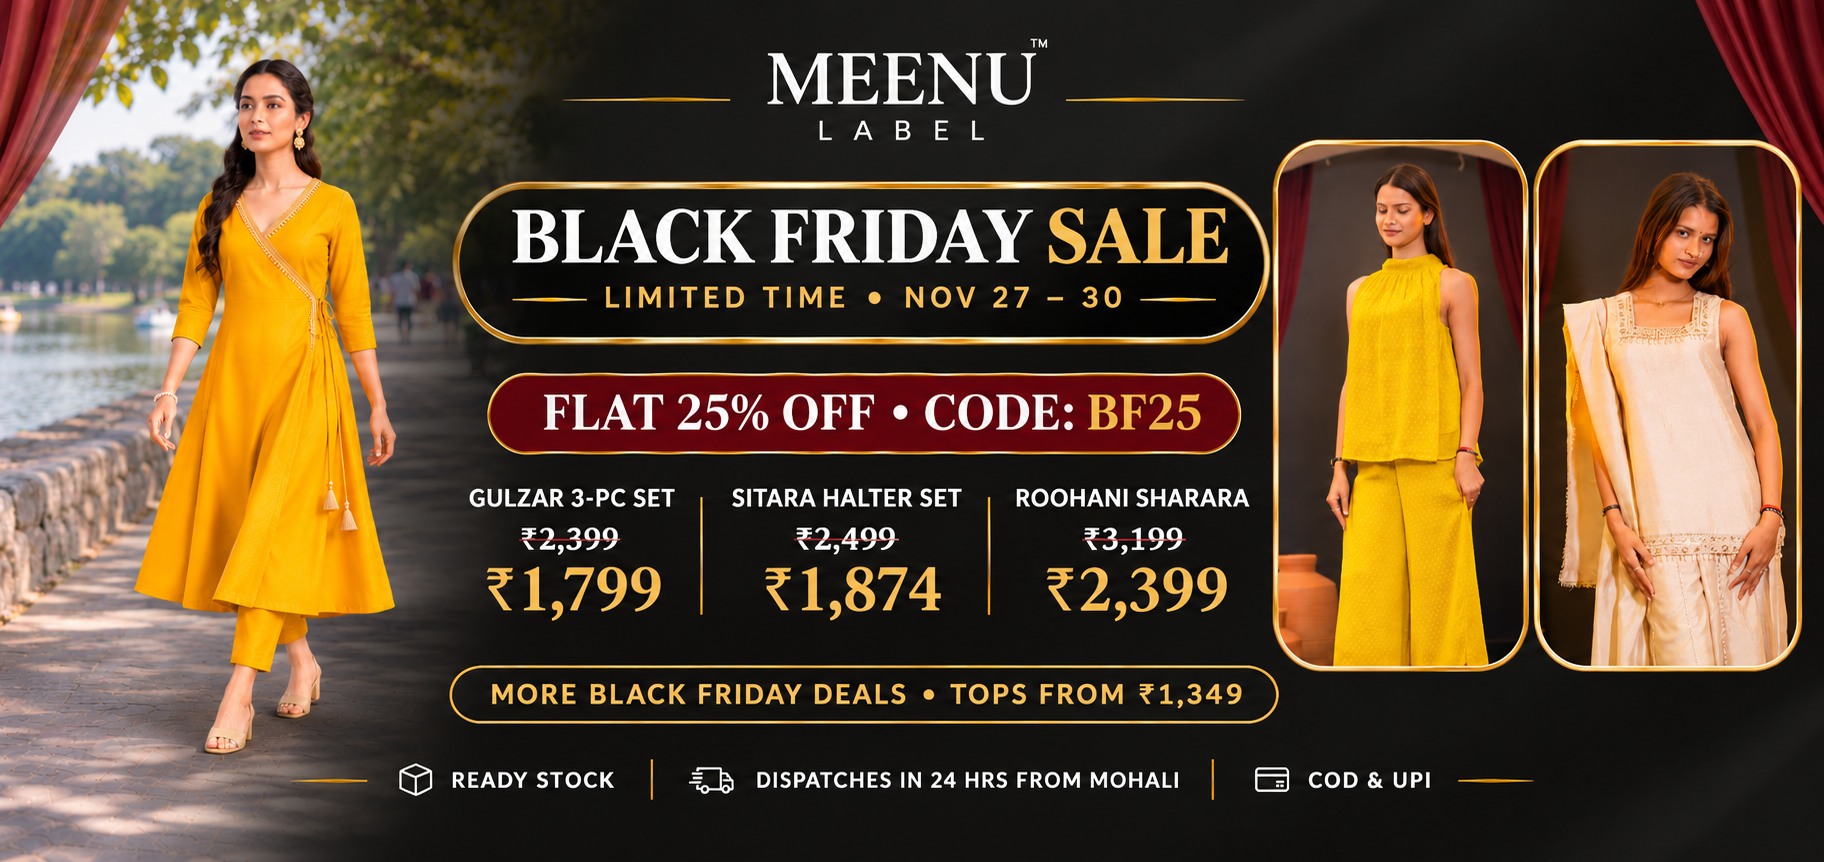 MEENU™
LABEL
BLACK FRIDAY SALE
LIMITED TIME • NOV 27 – 30
FLAT 25% OFF • CODE: BF25
GULZAR 3-PC SET
₹2,399
₹1,799
SITARA HALTER SET
₹2,499
₹1,874
ROOHANI SHARARA
₹3,199
₹2,399
MORE BLACK FRIDAY DEALS • TOPS FROM ₹1,349
READY STOCK
DISPATCHES IN 24 HRS FROM MOHALI
COD & UPI